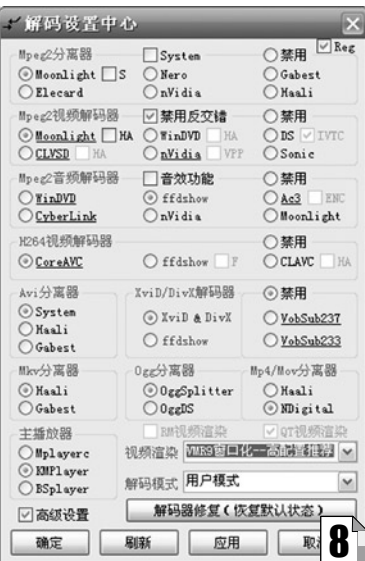 解码设置中心
Mpeg2分离器 System 禁用 Reg
Moonlight S Nero Gabest
Elecard nVidia Haali
Mpeg2视频解码器 禁用反交错 禁用
Moonlight HA WinDVD HA DS IVTC
CLVSD HA nVidia VPP Sonic
Mpeg2音频解码器 音效功能 禁用
WinDVD ffdshow Ac3 ENC
CyberLink nVidia Moonlight
H264视频解码器 禁用
CoreAVC ffdshow F CLAVC HA
Avi分离器 XviD/DivX解码器 禁用
System XviD & DivX VobSub237
Haali ffdshow VobSub233
Gabest
Mkv分离器 Ogg分离器 Mp4/Mov分离器
Haali OggSplitter Haali
Gabest OggDS NDigital
主播放器 RM视频渲染 QT视频渲染
Mplayerc 视频渲染 VMR9窗口化--高配置推荐
KMPlayer
BSplayer 解码模式 用户模式
高级设置 解码器修复(恢复默认状态)
确定 刷新 应用 取
8